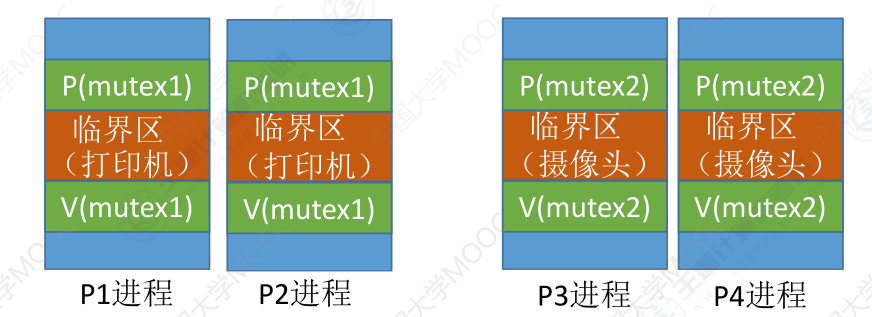 P(mutex1)
临界区
（打印机）
V(mutex1)
P1进程
P(mutex1)
临界区
（打印机）
V(mutex1)
P2进程
P(mutex2)
临界区
（摄像头）
V(mutex2)
P3进程
P(mutex2)
临界区
（摄像头）
V(mutex2)
P4进程